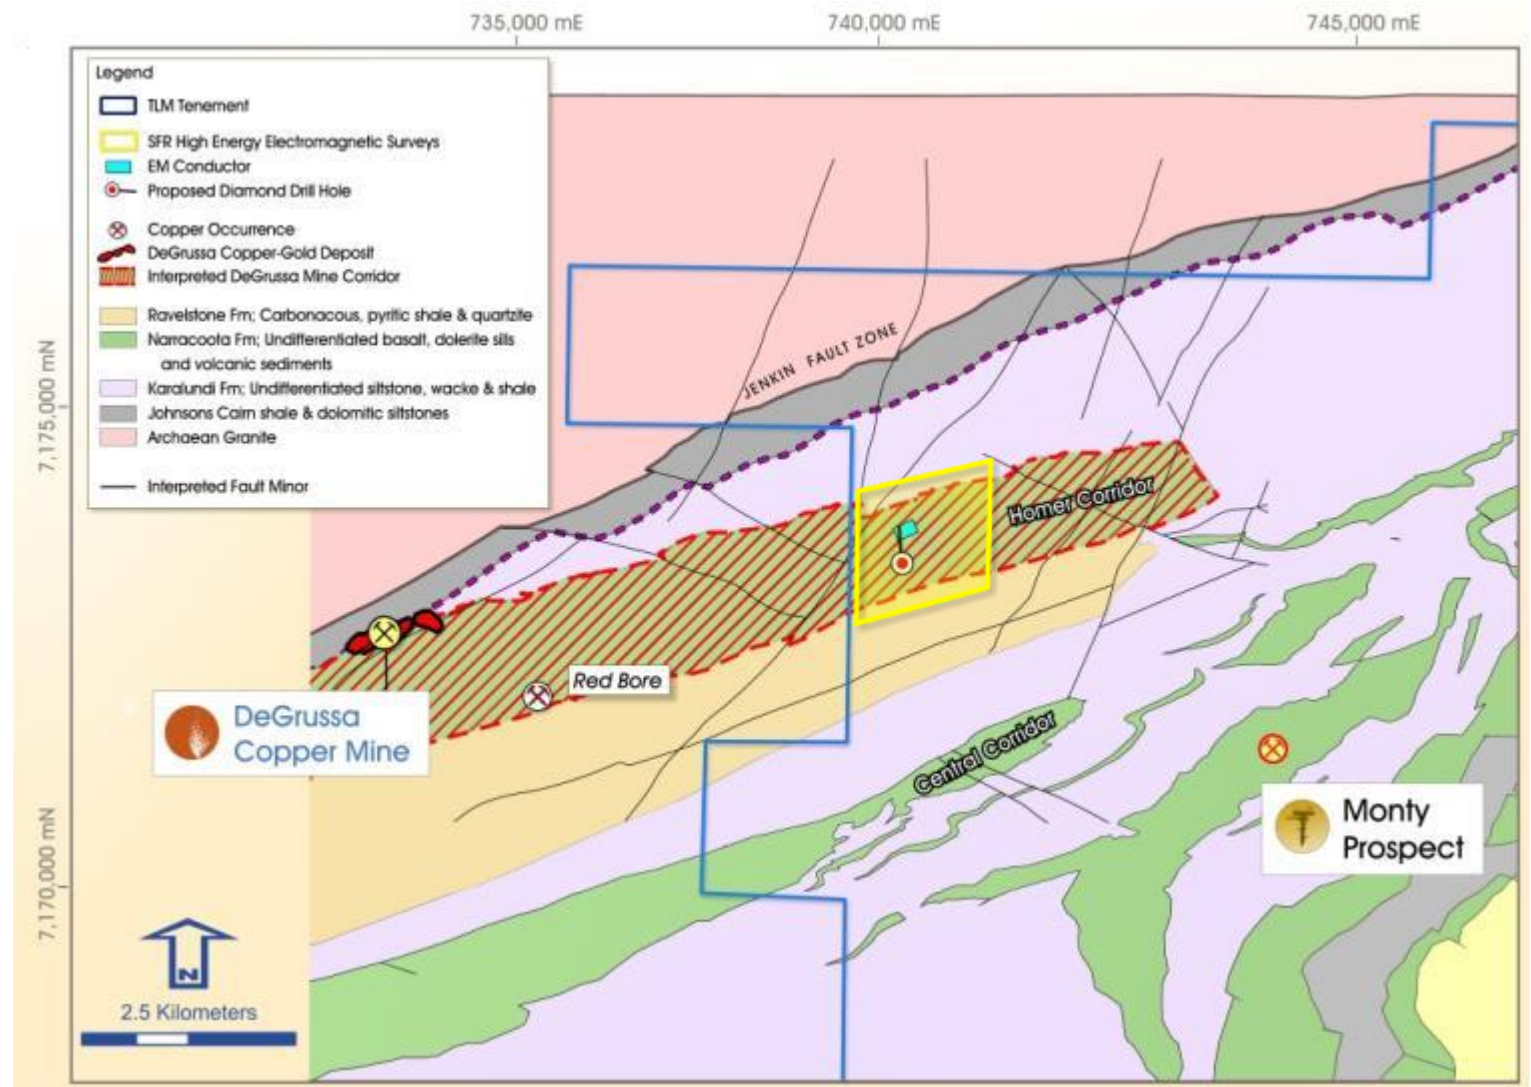 735,000 mE
740,000 mE
745,000 mE
Legend
TLM Tenement
SFR High Energy Electromagnetic Surveys
EM Conductor
Proposed Diamond Drill Hole
Copper Occurrence
DeGrussa Copper-Gold Deposit
Interpreted DeGrussa Mine Corridor
Ravelstone Fm; Carbonacous, pyritic shale & quartzite
Narracoota Fm; Undifferentiated basalt, dolerite sills
and volcanic sediments
Karalundi Fm; Undifferentiated siltstone, wacke & shale
Johnsons Cairn shale & dolomitic siltstones
Archaean Granite
Interpreted Fault Minor
7,175,000 mN
JENKIN FAULT ZONE
Homer Corridor
Red Bore
DeGrussa
Copper Mine
Central Corridor
Monty
Prospect
7,170,000 mN
N
2.5 Kilometers